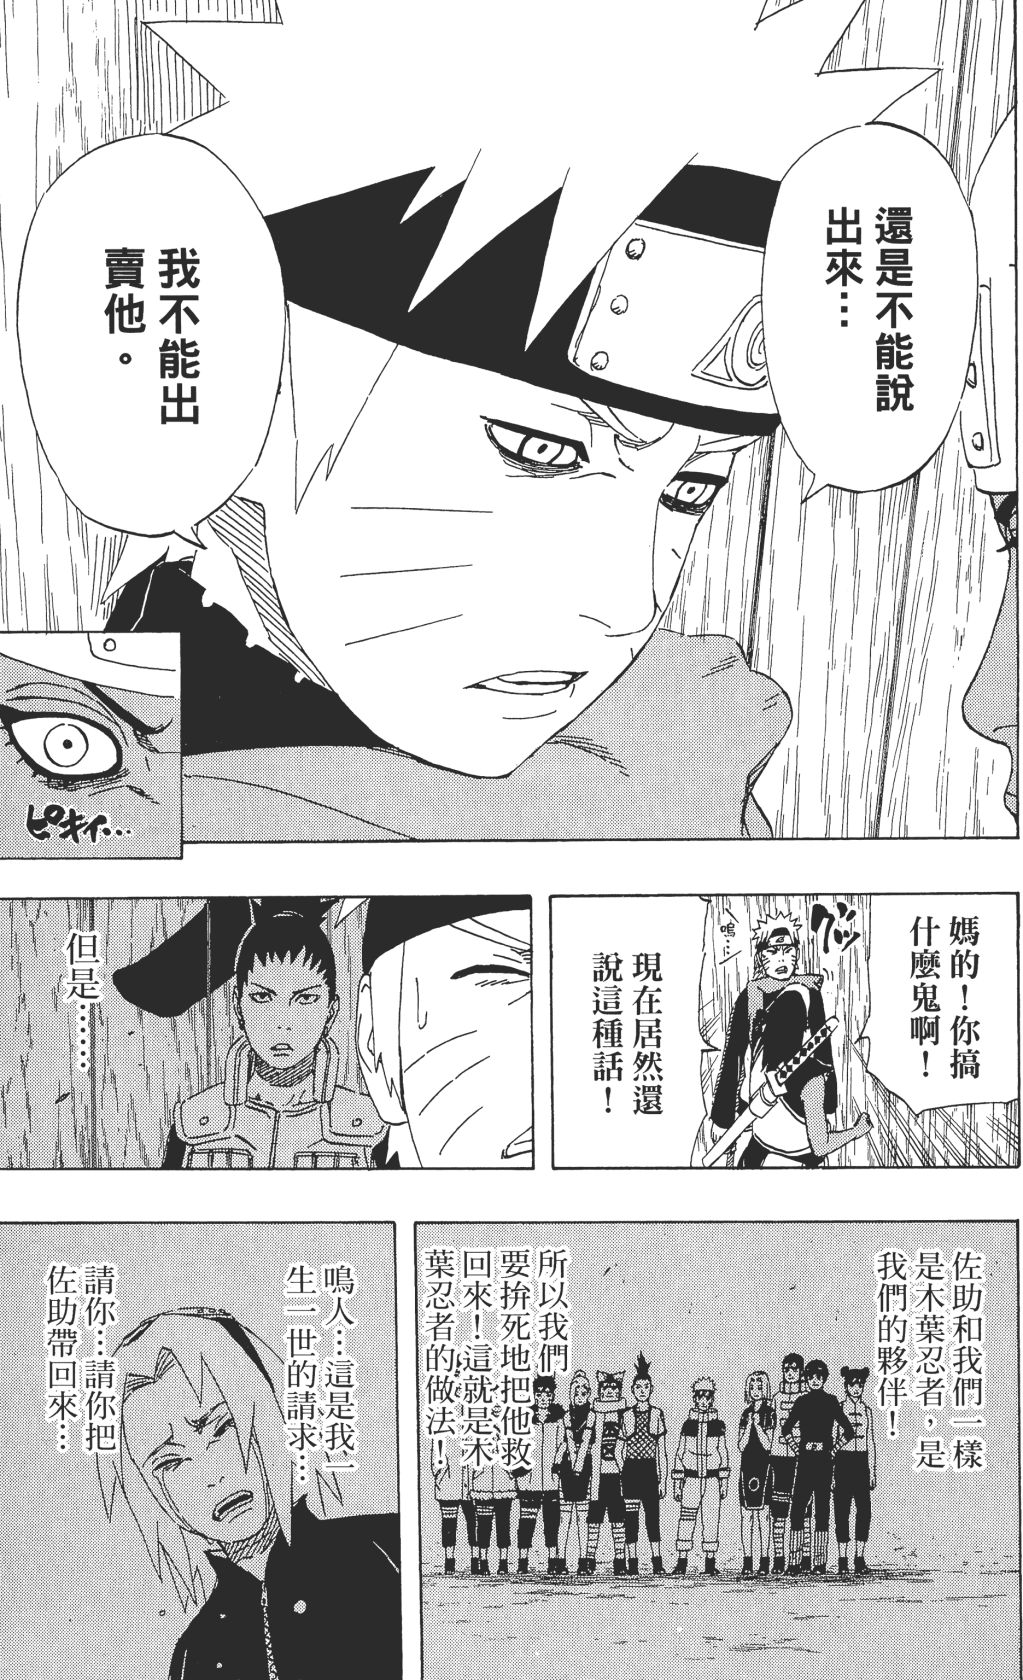 還是不能說
出來…
我不能出
賣他。
ピキィ…
媽的！你搞
什麼鬼啊！
グッ
嗚…
現在居然還
說這種話！
但是……
佐助和我們一樣
是木葉忍者，是
我們的夥伴！
所以我們
要拚死地把他救
回來！這就是木
葉忍者的做法！
鳴人…這是我一
生一世的請求…
請你…請你把
佐助帶回來…